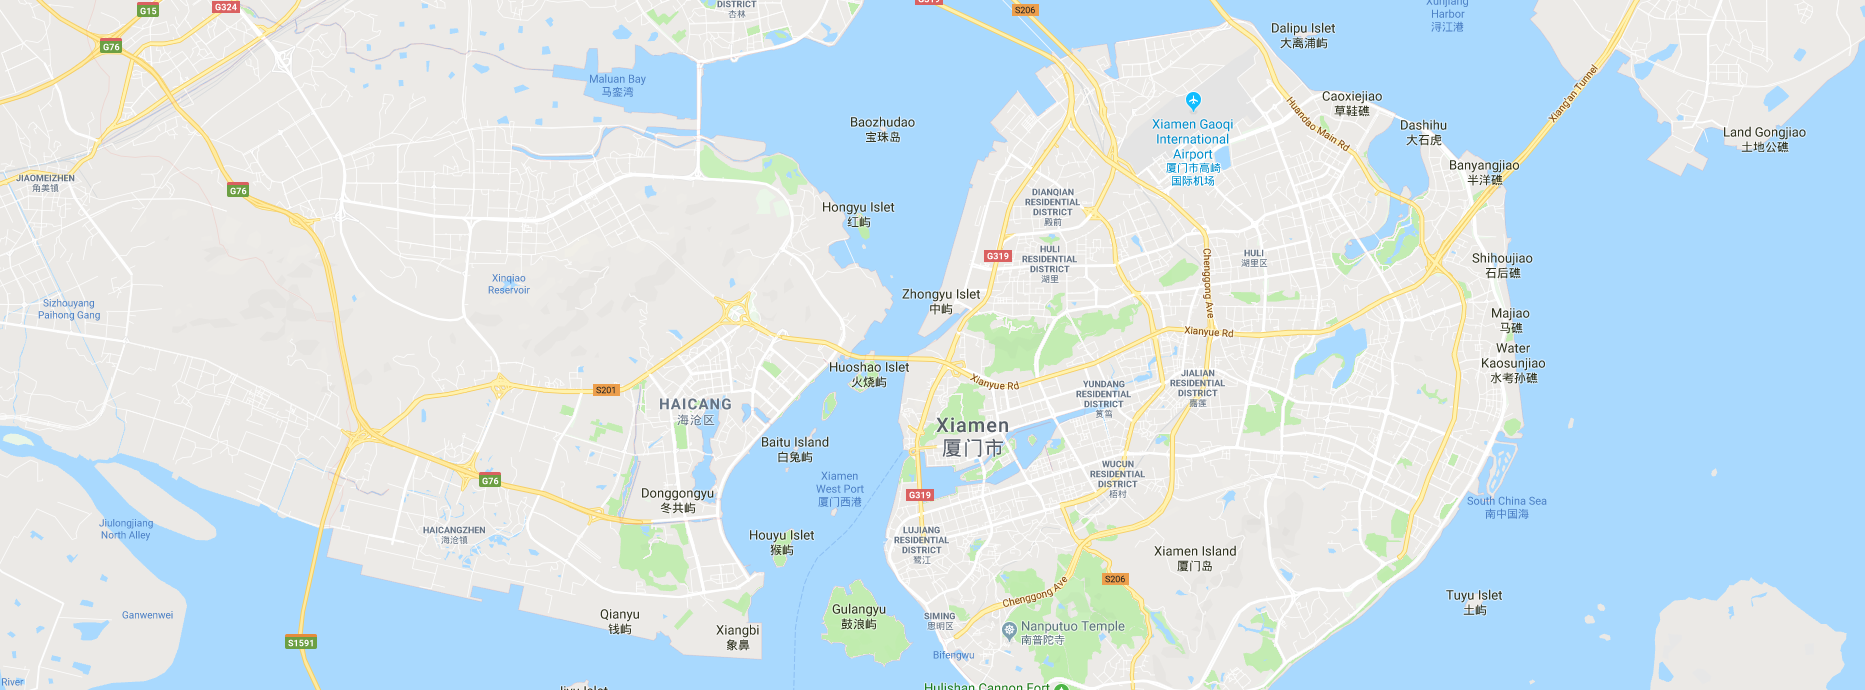 G15
G324
DISTRICT
杏林
G319
S206
Xunjiang
Harbor
浔江港
Dalipu Islet
大离浦屿
G76
Maluan Bay
马銮湾
Xiang'an Tunnel
Caoxiejiao
草鞋礁
Huandao Main Rd
Baozhudao
宝珠岛
Xiamen Gaoqi
International
Airport
厦门市高崎
国际机场
Dashihu
大石虎
Land Gongjiao
土地公礁
Banyangjiao
半洋礁
JIAOMEIZHEN
角美镇
G76
DIANQIAN
RESIDENTIAL
DISTRICT
殿前
Hongyu Islet
红屿
G319
HULI
RESIDENTIAL
DISTRICT
湖里
Chenggong Ave
HULI
湖里区
Shihoujiao
石后礁
Xinqiao
Reservoir
Sizhouyang
Paihong Gang
Zhongyu Islet
中屿
Majiao
马礁
Xianyue Rd
Water
Kaosunjiao
水考孙礁
Huoshao Islet
火烧屿
Xianyue Rd
S201
YUNDANG
RESIDENTIAL
DISTRICT
筼筜
JIALIAN
RESIDENTIAL
DISTRICT
嘉莲
HAICANG
海沧区
Xiamen
厦门市
Baitu Island
白兔屿
G76
Xiamen
West Port
厦门西港
WUCUN
RESIDENTIAL
DISTRICT
梧村
Donggongyu
冬共屿
G319
South China Sea
南中国海
Jiulongjiang
North Alley
HAICANGZHEN
海沧镇
Houyu Islet
猴屿
LUJIANG
RESIDENTIAL
DISTRICT
鹭江
Xiamen Island
厦门岛
S206
Chenggong Ave
Tuyu Islet
土屿
Ganwenwei
Qianyu
钱屿
Gulangyu
鼓浪屿
SIMING
思明区
Nanputuo Temple
南普陀寺
Xiangbi
象鼻
S1591
Bifengwu
River
Jiyu Islet
Hulishan Cannon Fort